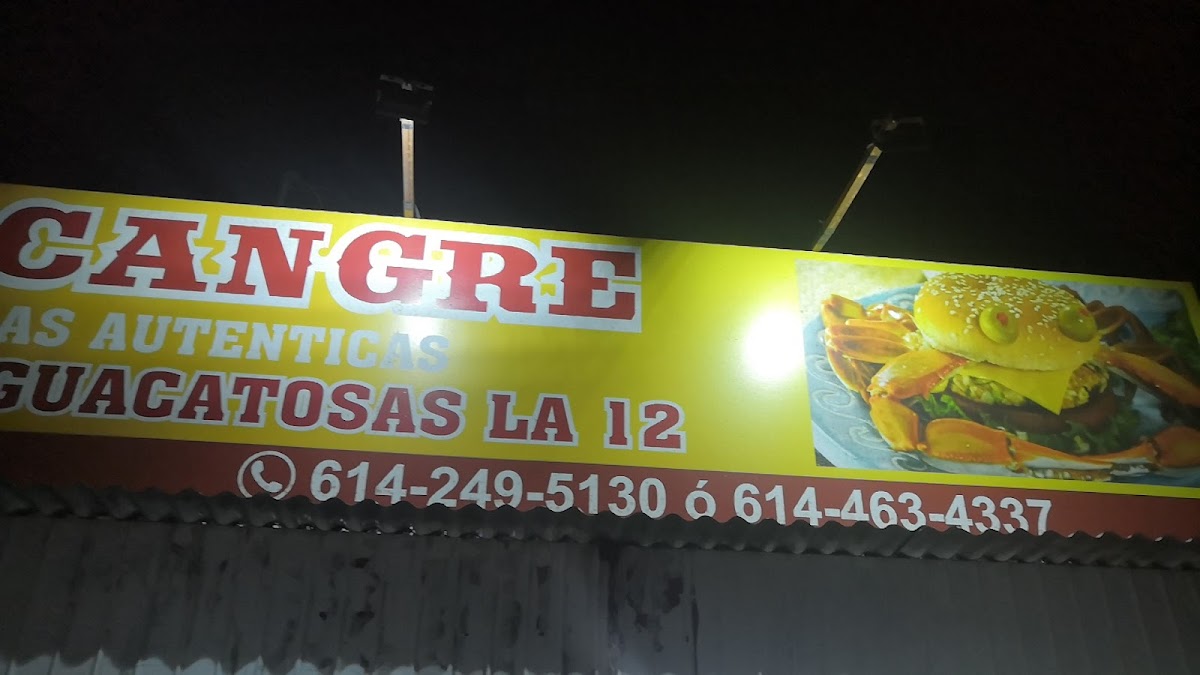 CANGRE
AS AUTENTICAS
GUACATOSAS LA 12
614-249-5130 ó 614-463-4337